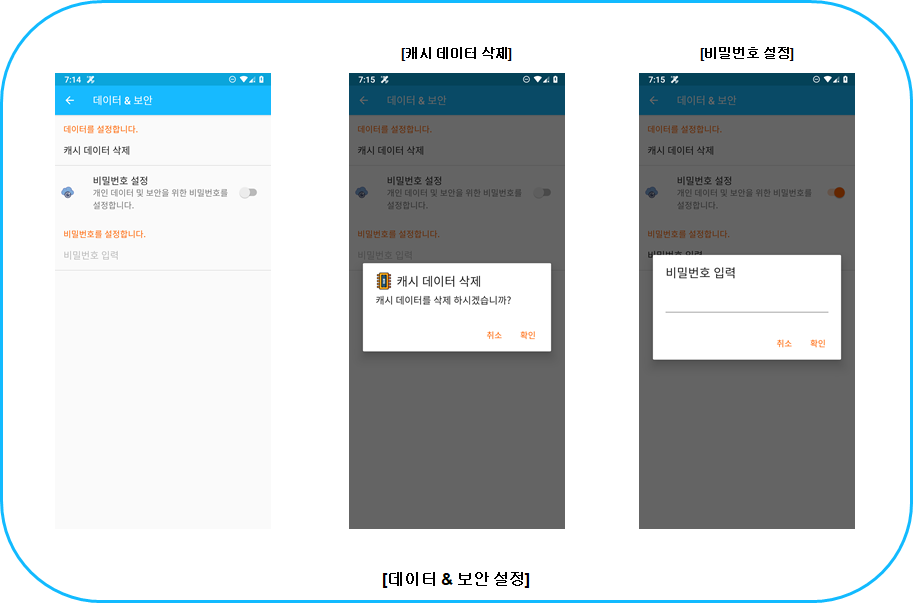 [캐시 데이터 삭제]
[비밀번호 설정]
7:14
데이터 & 보안
데이터를 설정합니다.
캐시 데이터 삭제
비밀번호 설정
개인 데이터 및 보안을 위한 비밀번호를
설정합니다.
비밀번호를 설정합니다.
비밀번호 입력
7:15
데이터 & 보안
데이터를 설정합니다.
캐시 데이터 삭제
비밀번호 설정
개인 데이터 및 보안을 위한 비밀번호를
설정합니다.
비밀번호를 설정합니다.
비밀번호 입력
캐시 데이터 삭제
캐시 데이터를 삭제 하시겠습니까?
취소 확인
7:15
데이터 & 보안
데이터를 설정합니다.
캐시 데이터 삭제
비밀번호 설정
개인 데이터 및 보안을 위한 비밀번호를
설정합니다.
비밀번호를 설정합니다.
비밀번호 입력
비밀번호 입력
취소 확인
[데이터 & 보안 설정]